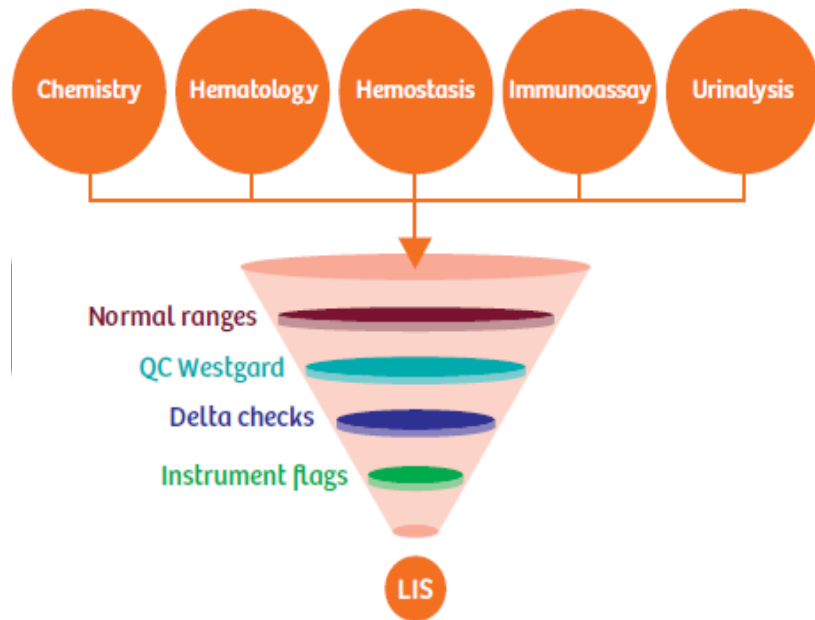 Chemistry
Hematology
Hemostasis
Immunoassay
Urinalysis
Normal ranges
QC Westgard
Delta checks
Instrument flags
LIS